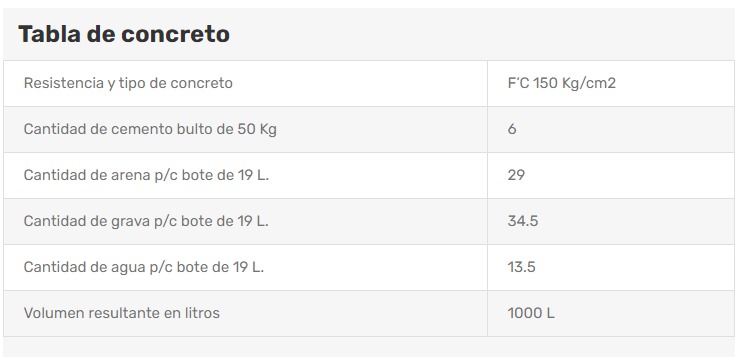 Tabla de concreto
Resistencia y tipo de concreto F'C 150 Kg/cm2
Cantidad de cemento bulto de 50 Kg 6
Cantidad de arena p/c bote de 19 L. 29
Cantidad de grava p/c bote de 19 L. 34.5
Cantidad de agua p/c bote de 19 L. 13.5
Volumen resultante en litros 1000 L